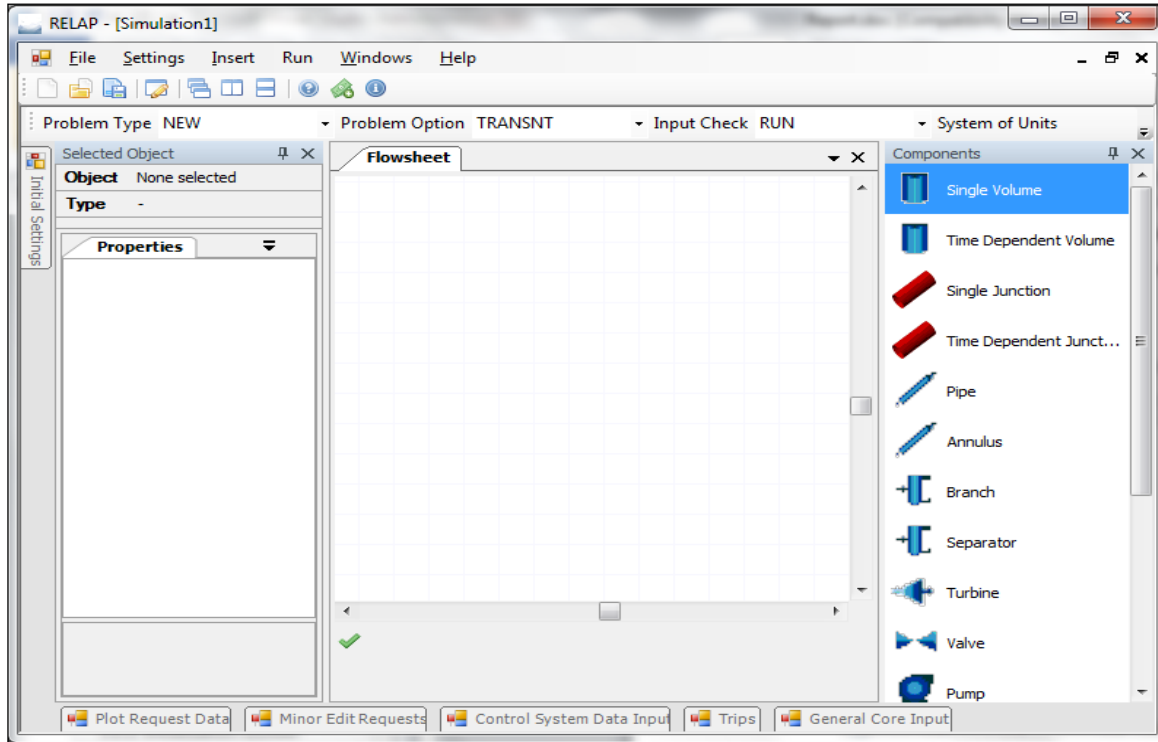 RELAP - [Simulation1]
File Settings Insert Run Windows Help
Problem Type NEW Problem Option TRANSNT Input Check RUN System of Units
Initial Settings
Selected Object
Object None selected
Type -
Properties
Flowsheet
Components
Single Volume
Time Dependent Volume
Single Junction
Time Dependent Junct...
Pipe
Annulus
Branch
Separator
Turbine
Valve
Pump
Plot Request Data Minor Edit Requests Control System Data Input Trips General Core Input